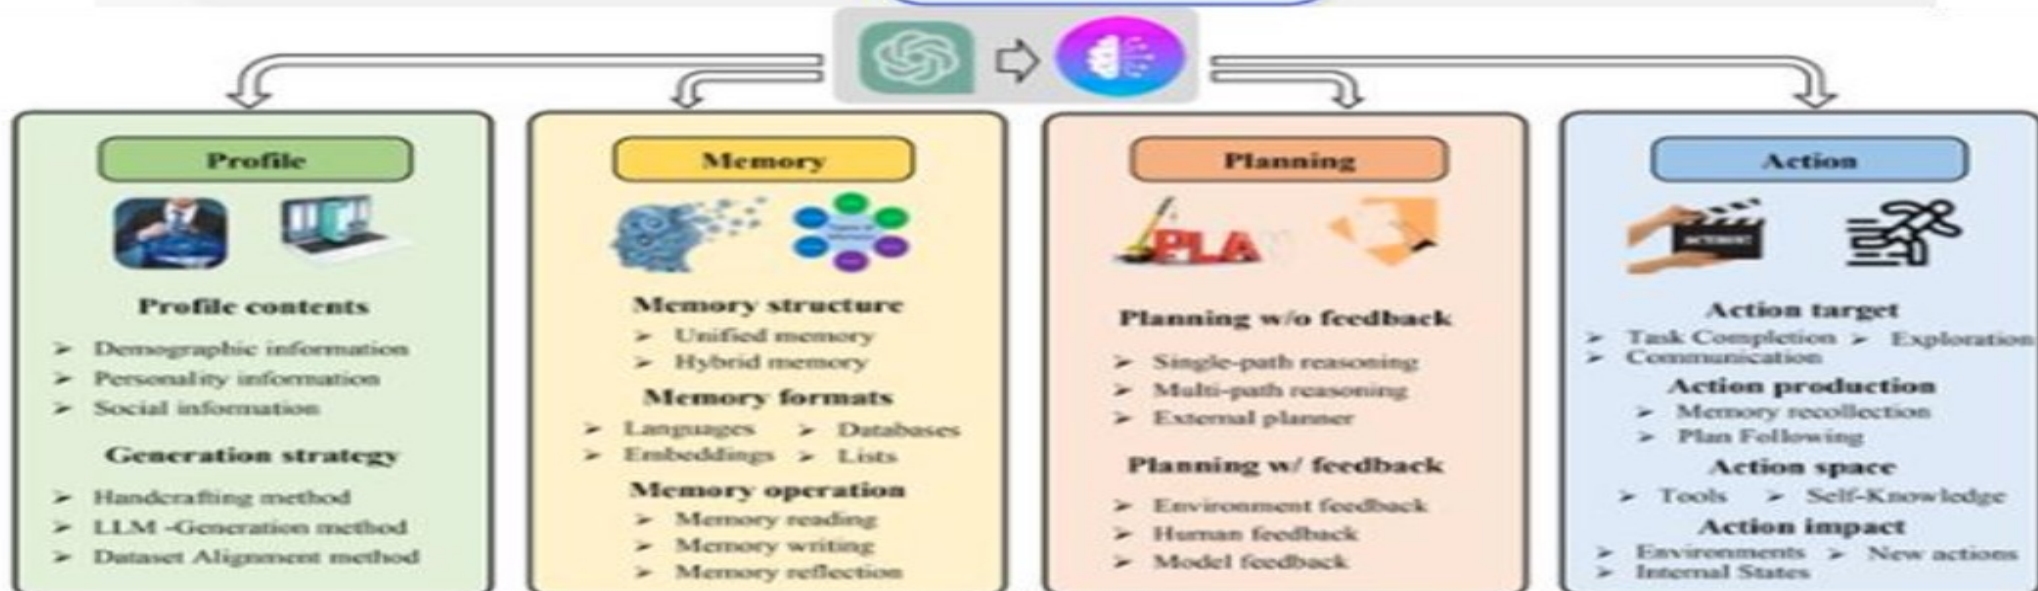 Profile
Profile contents
➢ Demographic information
➢ Personality information
➢ Social information
Generation strategy
➢ Handcrafting method
➢ LLM -Generation method
➢ Dataset Alignment method
Memory
Memory structure
➢ Unified memory
➢ Hybrid memory
Memory formats
➢ Languages ➢ Databases
➢ Embeddings ➢ Lists
Memory operation
➢ Memory reading
➢ Memory writing
➢ Memory reflection
Planning
PLA
Planning w/o feedback
➢ Single-path reasoning
➢ Multi-path reasoning
➢ External planner
Planning w/ feedback
➢ Environment feedback
➢ Human feedback
➢ Model feedback
Action
Action target
➢ Task Completion ➢ Exploration
➢ Communication
Action production
➢ Memory recollection
➢ Plan Following
Action space
➢ Tools ➢ Self-Knowledge
Action impact
➢ Environments ➢ New actions
➢ Internal States